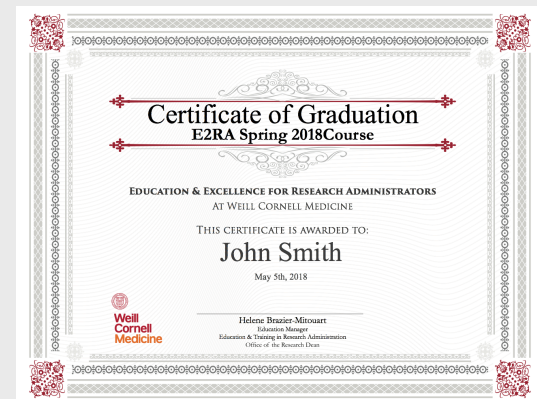 Certificate of Graduation
E2RA Spring 2018Course
EDUCATION & EXCELLENCE FOR RESEARCH ADMINISTRATORS
AT WEILL CORNELL MEDICINE
THIS CERTIFICATE IS AWARDED TO:
John Smith
May 5th, 2018
Weill
Cornell
Medicine
Helene Brazier-Mitouart
Education Manager
Education & Training in Research Administration
Office of the Research Dean